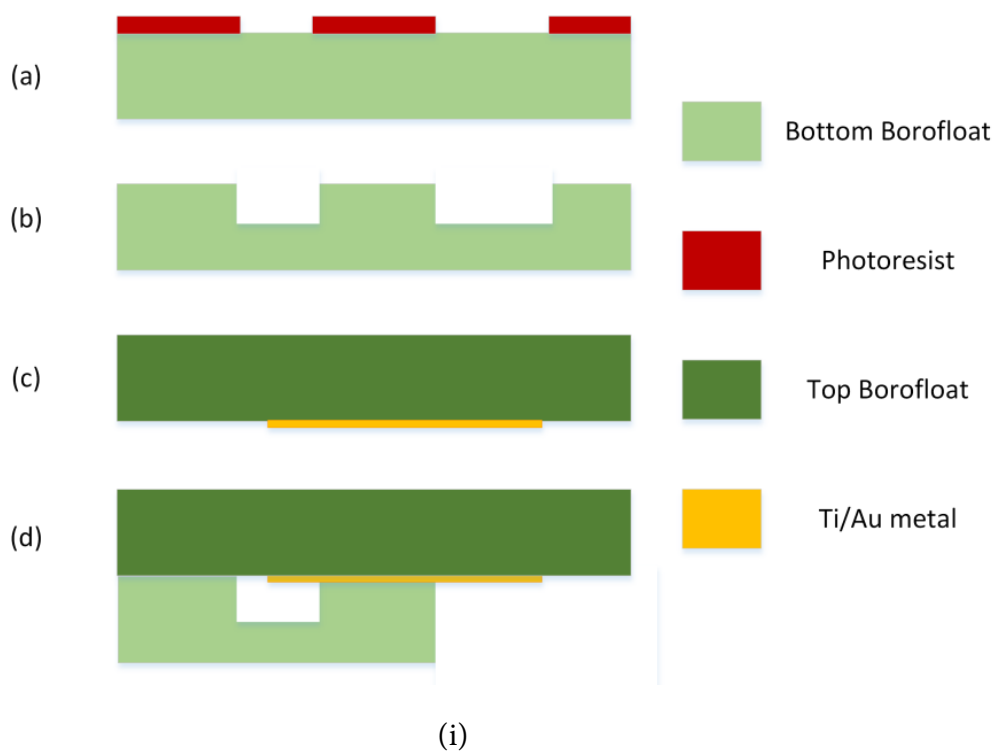 (a)
Bottom Borofloat
(b)
Photoresist
(c)
Top Borofloat
(d)
Ti/Au metal
(i)